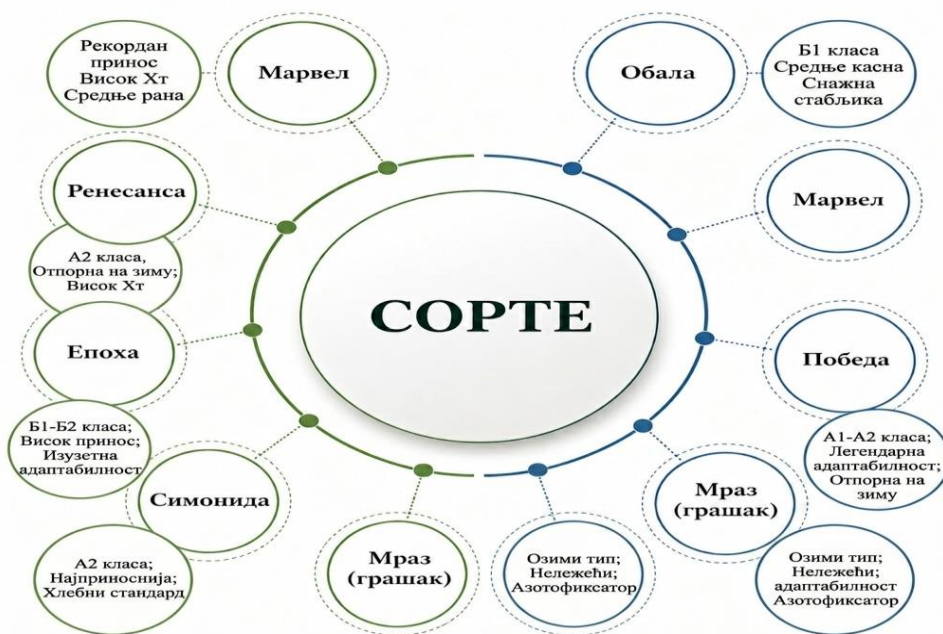 Рекордан
принос
Висок Хт
Средње рана
Марвел
Ренесанса
А2 класа,
Отпорна на зиму;
Висок Хт
Епоха
Б1-Б2 класа;
Висок принос;
Изузетна
адаптабилност
Симонида
А2 класа;
Најприноснија;
Хлебни стандард
Мраз
(грашак)
СОРТЕ
Обала
Б1 класа
Средње касна
Снажна
стабљика
Марвел
Победа
А1-А2 класа;
Легендарна
адаптабилност;
Отпорна на
зиму
Мраз
(грашак)
Озими тип;
Нележећи;
адаптабилност
Азотофиксатор
Озими тип;
Нележећи;
Азотофиксатор